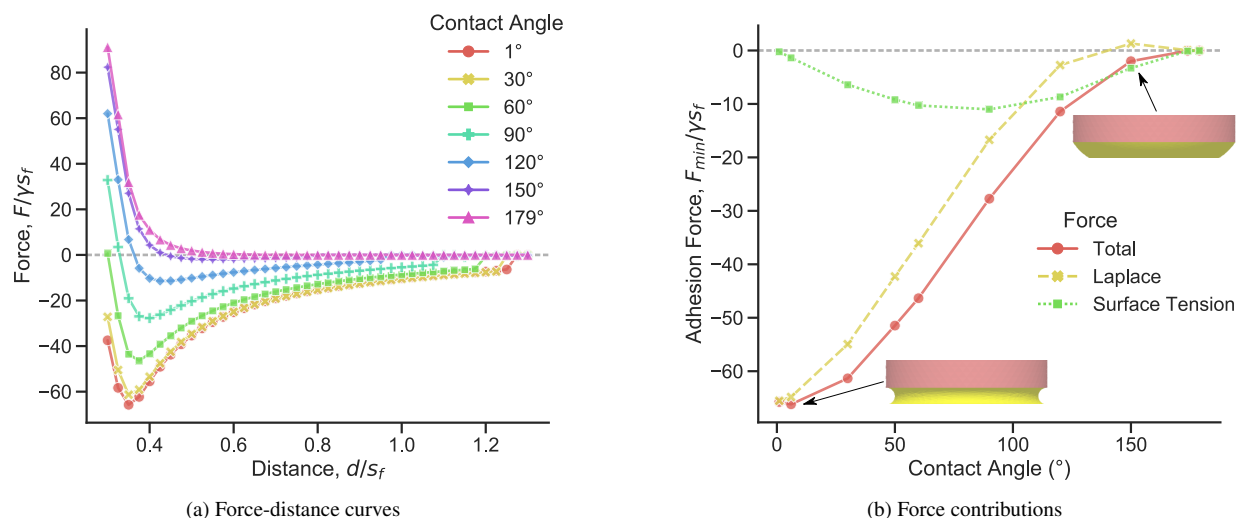 Contact Angle
1°
30°
60°
90°
120°
150°
179°
80
60
40
20
0
−20
−40
−60
Force, F/γs_f
0.4
0.6
0.8
1.0
1.2
Distance, d/s_f
(a) Force-distance curves
0
−10
−20
−30
−40
−50
−60
Adhesion Force, F_min/γs_f
Force
Total
Laplace
Surface Tension
0
50
100
150
Contact Angle (°)
(b) Force contributions